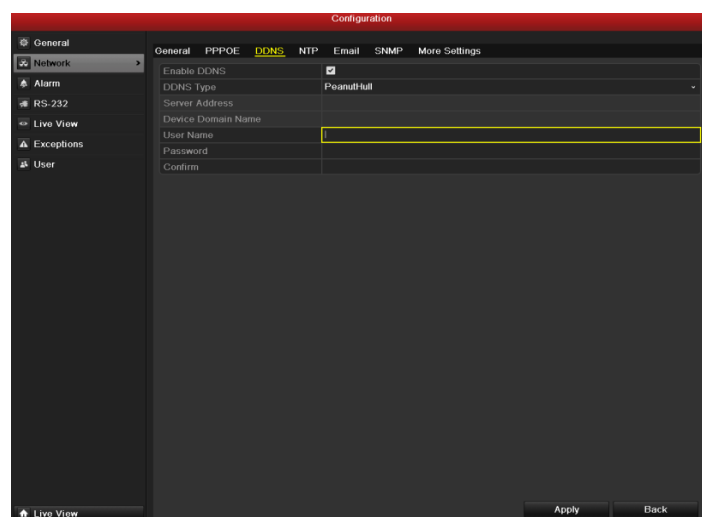 Configuration
General
Network
Alarm
RS-232
Live View
Exceptions
User
General PPPOE DDNS NTP Email SNMP More Settings
Enable DDNS
DDNS Type PeanutHull
Server Address
Device Domain Name
User Name
Password
Confirm
Live View
Apply Back